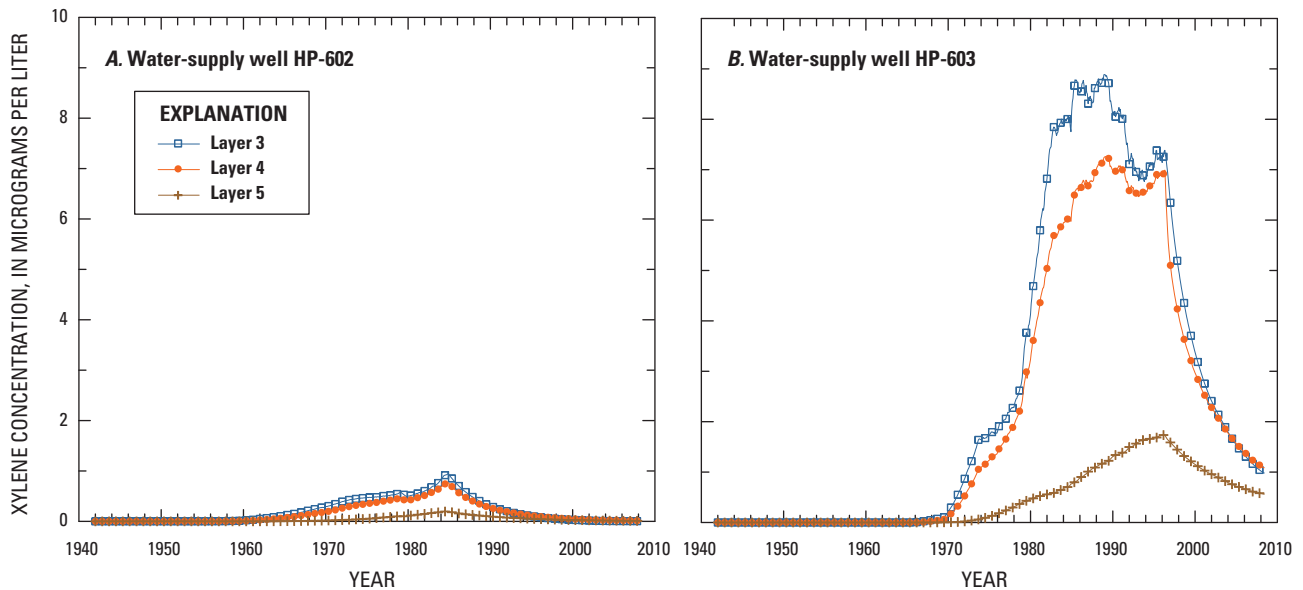 XYLENE CONCENTRATION, IN MICROGRAMS PER LITER
10
8
6
4
2
0
A. Water-supply well HP-602
EXPLANATION
Layer 3
Layer 4
Layer 5
1940 1950 1960 1970 1980 1990 2000 2010
YEAR
B. Water-supply well HP-603
1940 1950 1960 1970 1980 1990 2000 2010
YEAR